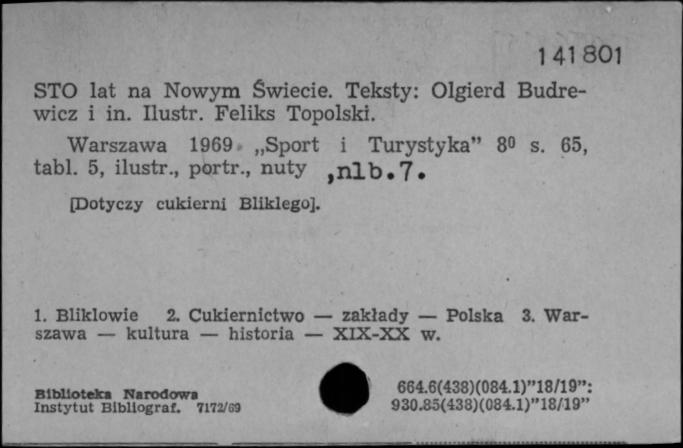 141801
STO lat na Nowym Świecie. Teksty: Olgierd Budre-
wicz i in. Ilustr. Feliks Topolski.
Warszawa 1969 „Sport i Turystyka” 8⁰ s. 65,
tabl. 5, ilustr., portr., nuty ,nlb.7.
[Dotyczy cukierni Bliklego].
1. Bliklowie 2. Cukiernictwo — zakłady — Polska 3. War-
szawa — kultura — historia — XIX-XX w.
Biblioteka Narodowa
Instytut Bibliograf. 7172/69
664.6(438)(084.1)”18/19”:
930.85(438)(084.1)”18/19”